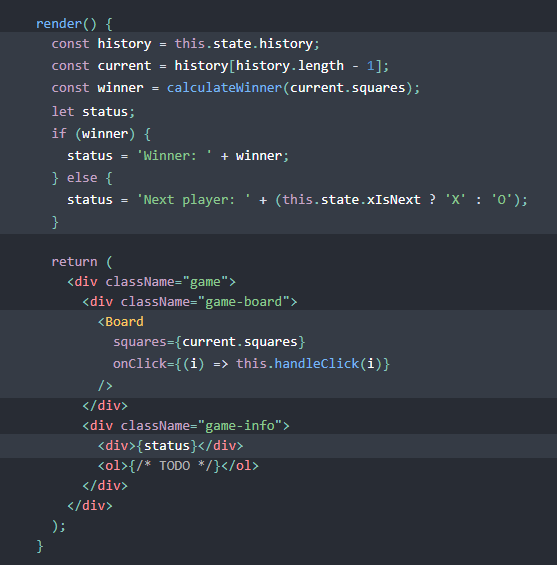 render() {
  const history = this.state.history;
  const current = history[history.length - 1];
  const winner = calculateWinner(current.squares);
  let status;
  if (winner) {
    status = 'Winner: ' + winner;
  } else {
    status = 'Next player: ' + (this.state.xIsNext ? 'X' : 'O');
  }

  return (
    <div className="game">
      <div className="game-board">
        <Board
          squares={current.squares}
          onClick={(i) => this.handleClick(i)}
        />
      </div>
      <div className="game-info">
        <div>{status}</div>
        <ol>{/* TODO */}</ol>
      </div>
    </div>
  );
}